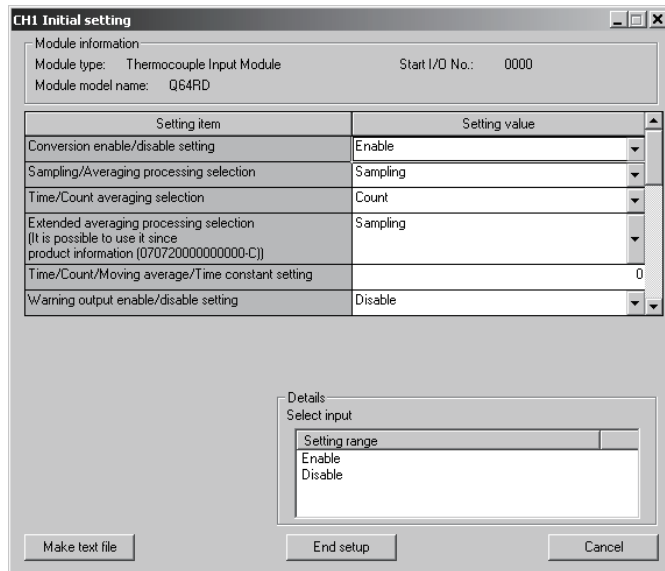 CH1 Initial setting
Module information
Module type: Thermocouple Input Module Start I/O No.: 0000
Module model name: Q64RD
Setting item Setting value
Conversion enable/disable setting Enable
Sampling/Averaging processing selection Sampling
Time/Count averaging selection Count
Extended averaging processing selection Sampling
(It is possible to use it since
product information (070720000000000-C))
Time/Count/Moving average/Time constant setting 0
Warning output enable/disable setting Disable
Details
Select input
Setting range
Enable
Disable
Make text file End setup Cancel